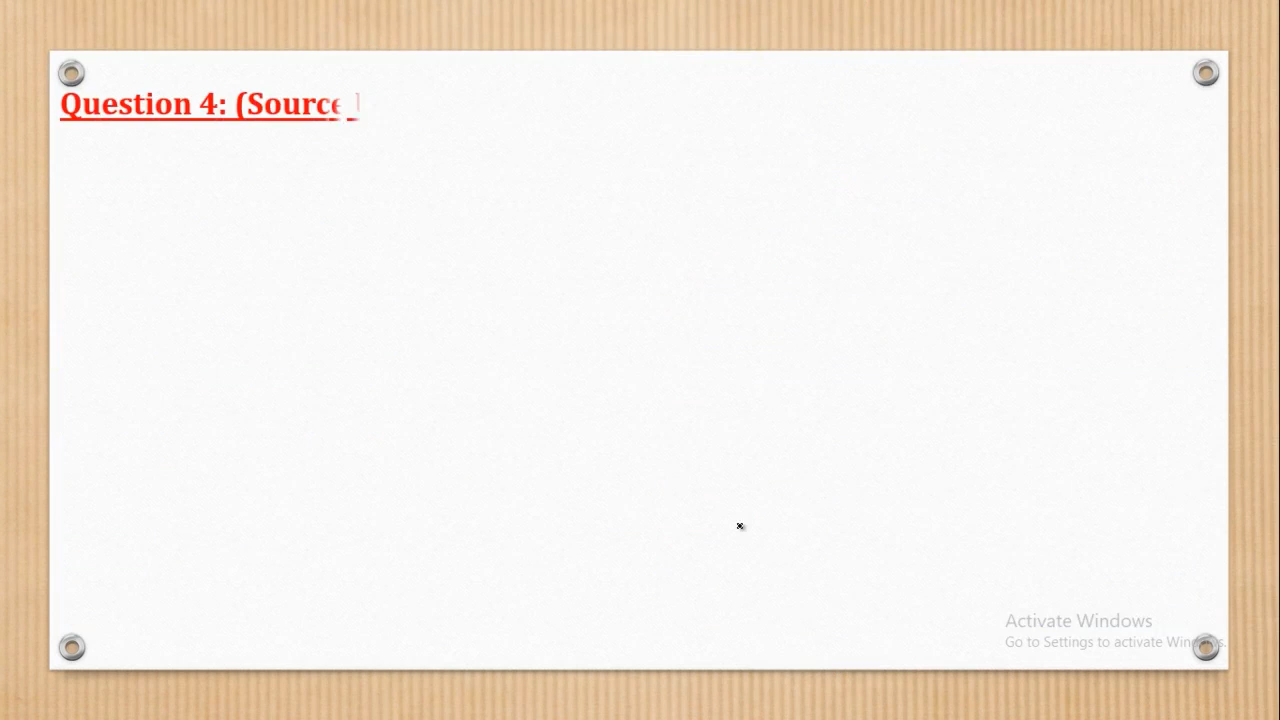 Question 4: (Source
Activate Windows
Go to Settings to activate Windows.